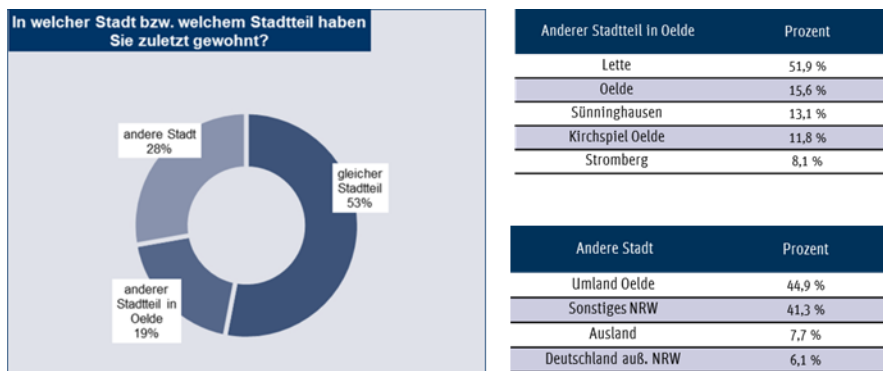 In welcher Stadt bzw. welchem Stadtteil haben
Sie zuletzt gewohnt?
andere Stadt
28%
gleicher
Stadtteil
53%
anderer
Stadtteil in
Oelde
19%
Anderer Stadtteil in Oelde Prozent
Lette 51,9 %
Oelde 15,6 %
Sünninghausen 13,1 %
Kirchspiel Oelde 11,8 %
Stromberg 8,1 %
Andere Stadt Prozent
Umland Oelde 44,9 %
Sonstiges NRW 41,3 %
Ausland 7,7 %
Deutschland auß. NRW 6,1 %